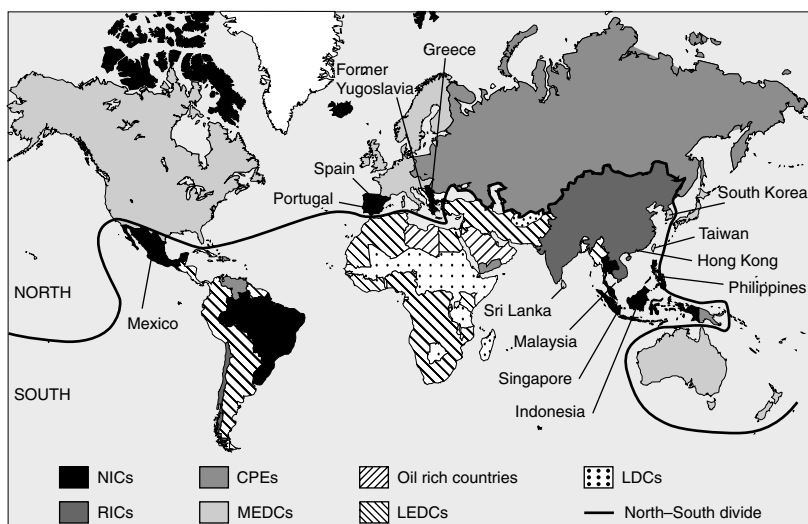 Greece
Former
Yugoslavia
Spain
Portugal
South Korea
Taiwan
Hong Kong
Philippines
NORTH
Mexico
Sri Lanka
Malaysia
Singapore
Indonesia
SOUTH
NICs
CPEs
Oil rich countries
LDCs
RICs
MEDCs
LEDCs
North–South divide